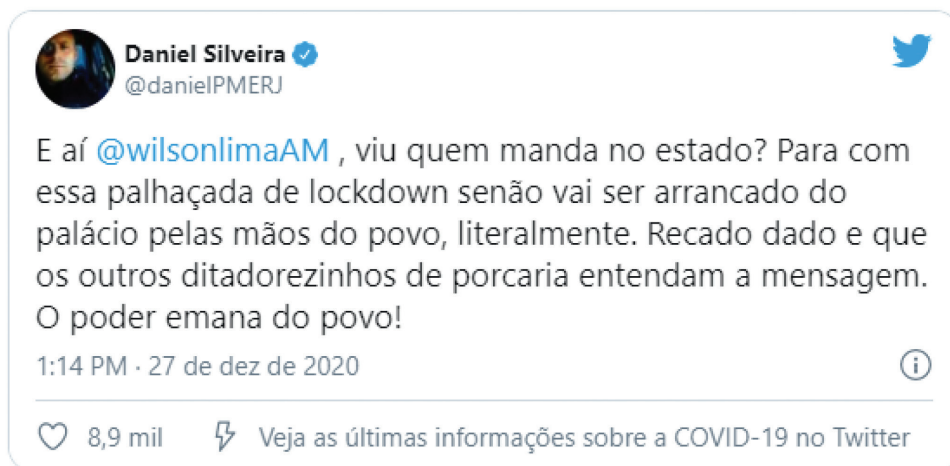 Daniel Silveira
@danielPMERJ
E aí @wilsonlimaAM , viu quem manda no estado? Para com
essa palhaçada de lockdown senão vai ser arrancado do
palácio pelas mãos do povo, literalmente. Recado dado e que
os outros ditadorezinhos de porcaria entendam a mensagem.
O poder emana do povo!
1:14 PM · 27 de dez de 2020
8,9 mil Veja as últimas informações sobre a COVID-19 no Twitter